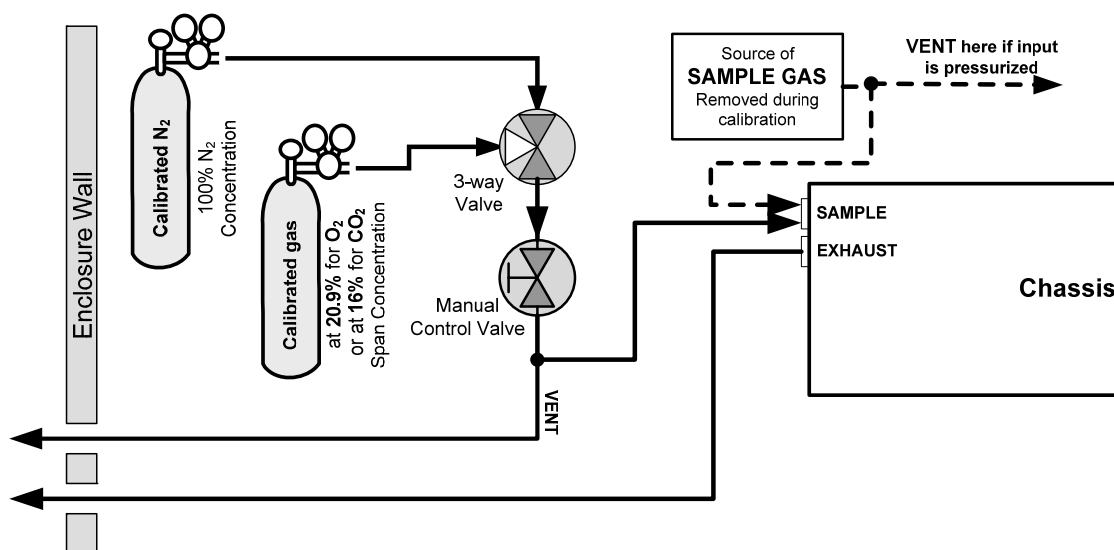 Enclosure Wall
Calibrated N₂
100% N₂
Concentration
Calibrated gas
at 20.9% for O₂
or at 16% for CO₂
Span Concentration
3-way
Valve
Manual
Control Valve
VENT
Source of
SAMPLE GAS
Removed during
calibration
VENT here if input
is pressurized
SAMPLE
EXHAUST
Chassis